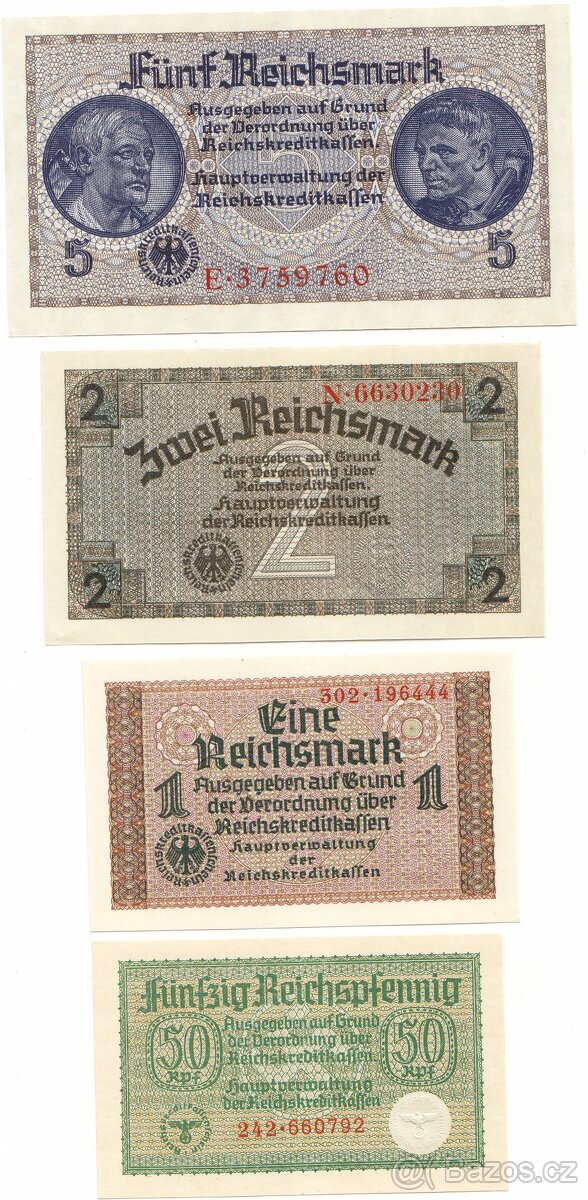 Fünf Reichsmark
Ausgegeben auf Grund
der Verordnung über
Reichskreditkassen.
Hauptverwaltung der
Reichskreditkassen
5
5
5
E·3759760
N·6630230
2
2
Zwei Reichsmark
Ausgegeben auf Grund
der Verordnung über
Reichskreditkassen.
Hauptverwaltung
der Reichskreditkassen
2
2
2
302·196444
Eine
Reichsmark
1
1
Ausgegeben auf Grund
der Verordnung über
Reichskreditkassen
Hauptverwaltung
der
Reichskreditkassen
Fünfzig Reichspfennig
50
Rpf
50
Rpf
Ausgegeben auf Grund
der Verordnung über
Reichskreditkassen
Hauptverwaltung
der Reichskreditkassen
242·660792
Bazoš.cz